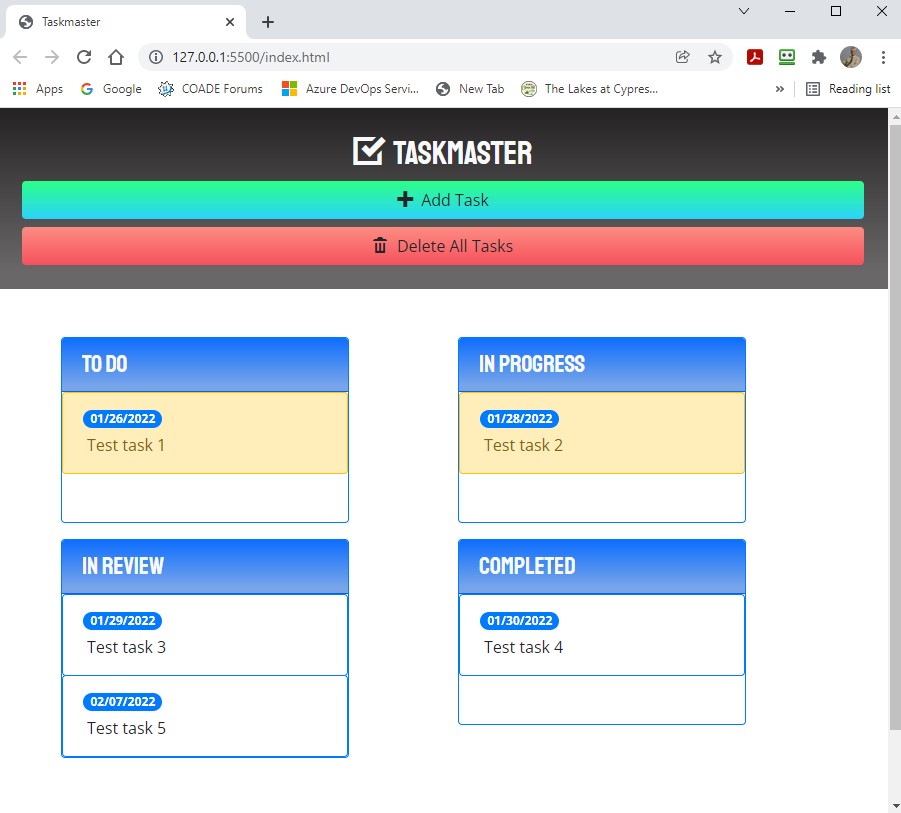 Taskmaster
127.0.0.1:5500/index.html
Apps
Google
COADE Forums
Azure DevOps Servi...
New Tab
The Lakes at Cypres...
»
Reading list
TASKMASTER
Add Task
Delete All Tasks
TO DO
01/26/2022
Test task 1
IN PROGRESS
01/28/2022
Test task 2
IN REVIEW
01/29/2022
Test task 3
02/07/2022
Test task 5
COMPLETED
01/30/2022
Test task 4